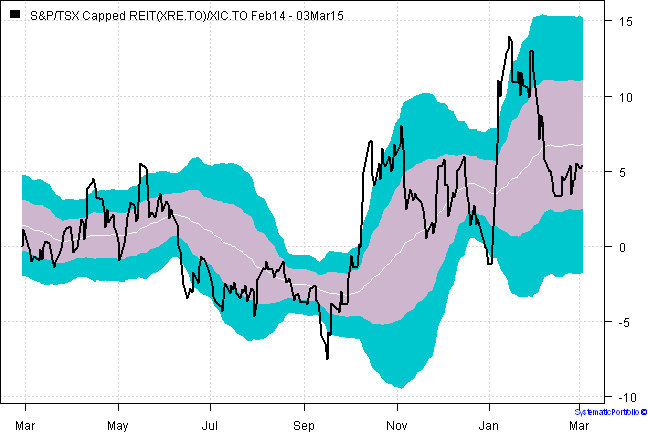 S&P/TSX Capped REIT(XRE.TO)/XIC.TO Feb14 - 03Mar15
15
10
5
0
-5
-10
Mar May Jul Sep Nov Jan Mar
SystematicPortfolio ©